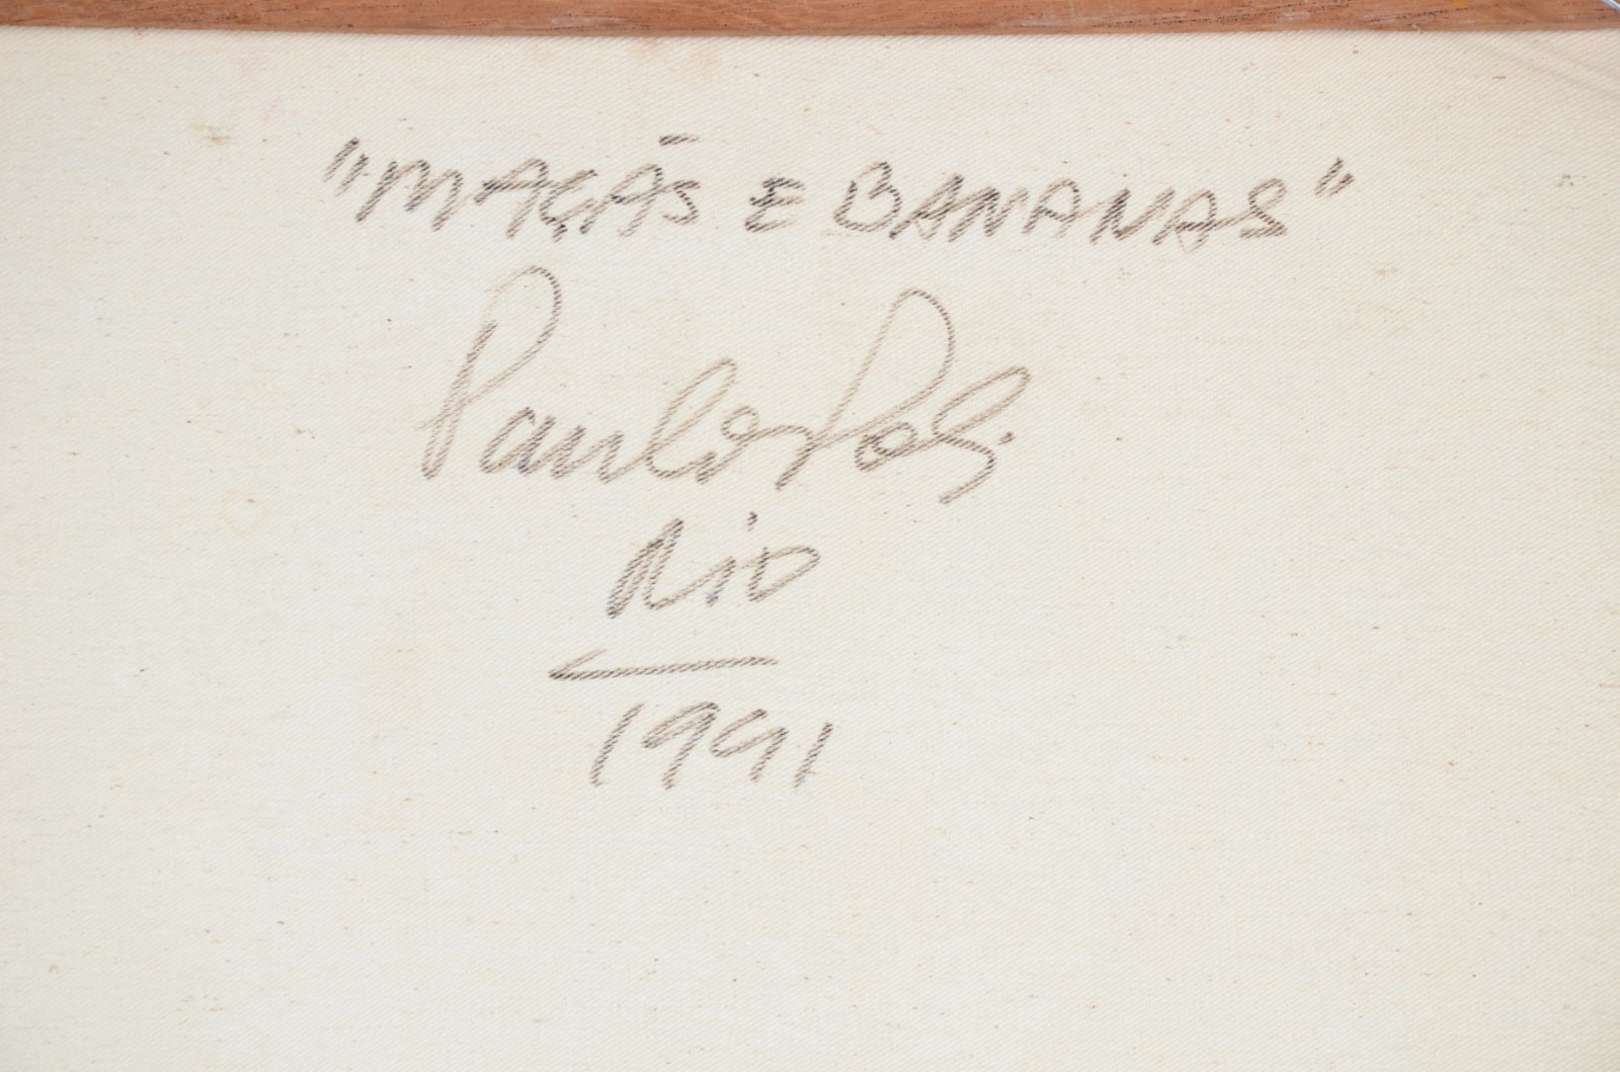 "MAÇÃS E BANANAS"
Paulo
Rio
1991